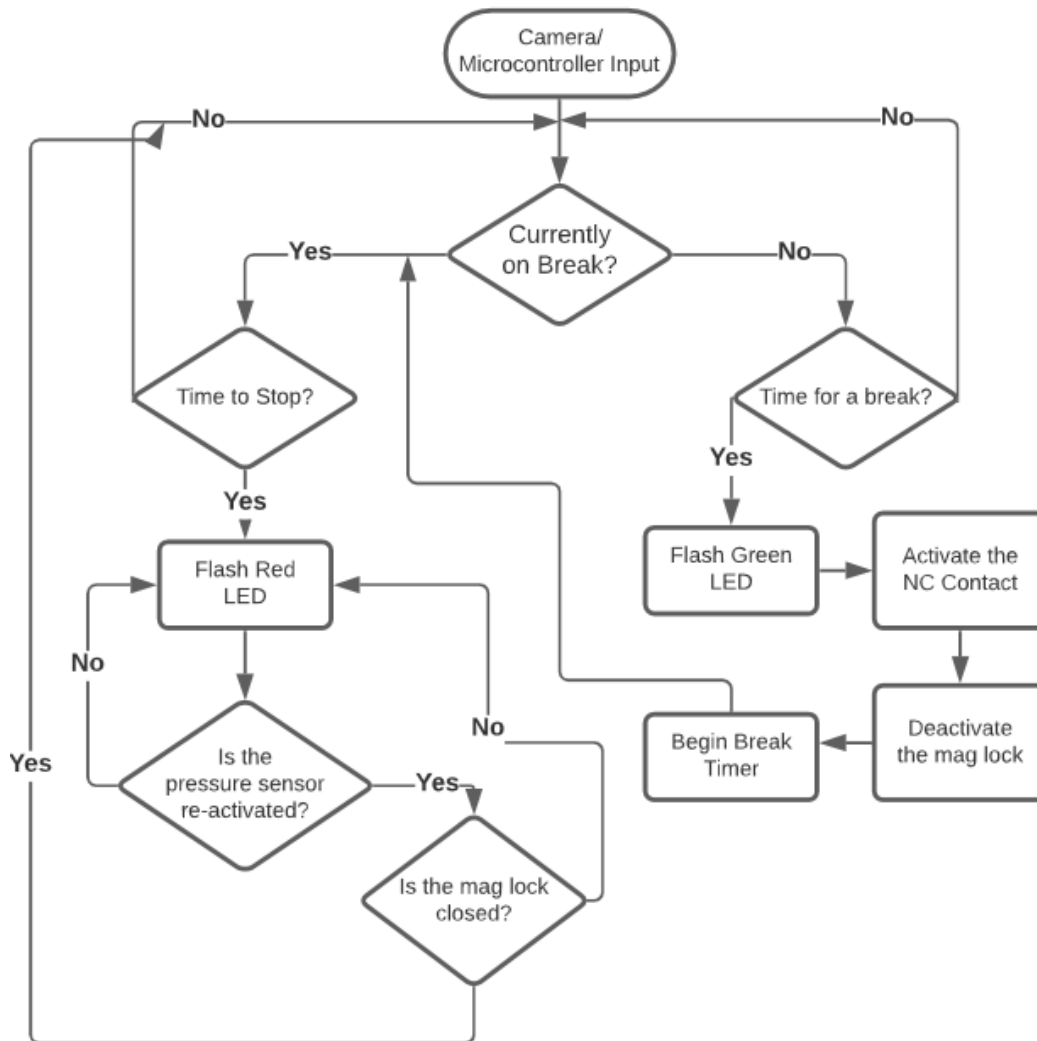 Camera/
Microcontroller Input
No
No
Currently
on Break?
Yes
No
Time to Stop?
Time for a break?
Yes
Yes
Flash Red
LED
Flash Green
LED
Activate the
NC Contact
No
No
Yes
Is the
pressure sensor
re-activated?
Yes
Begin Break
Timer
Deactivate
the mag lock
Is the mag lock
closed?